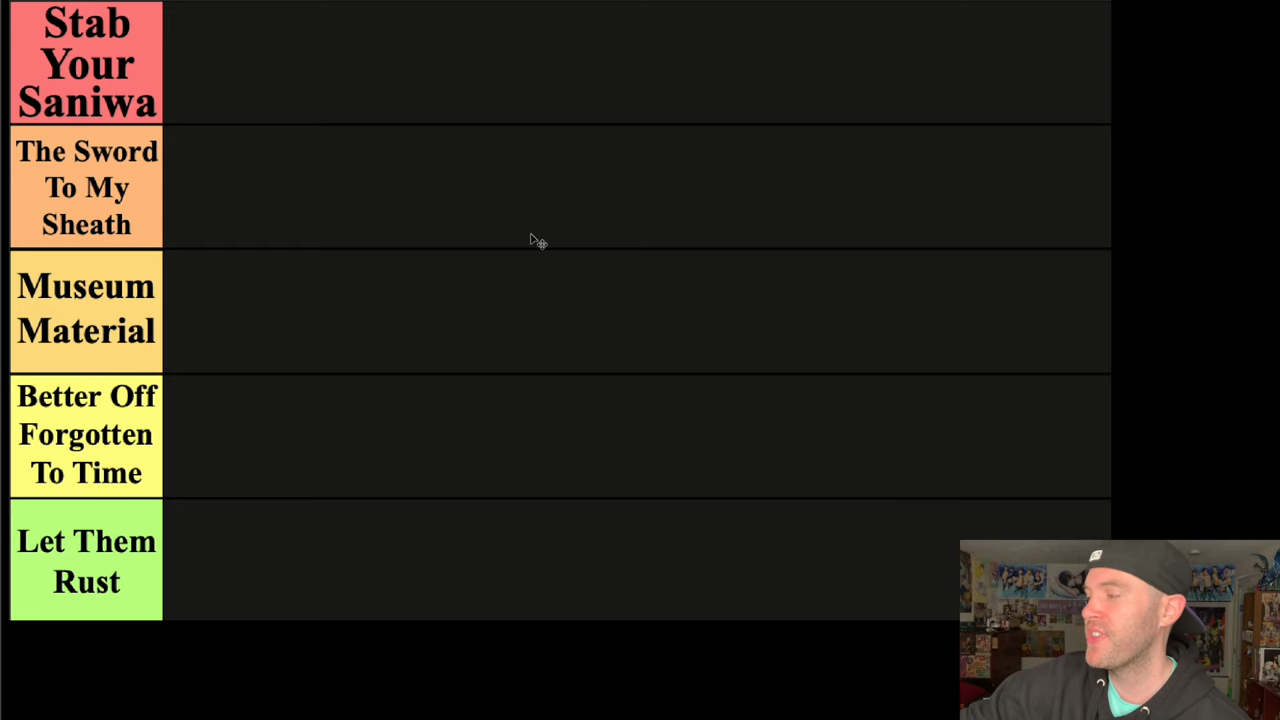 Stab
Your
Saniwa
The Sword
To My
Sheath
Museum
Material
Better Off
Forgotten
To Time
Let Them
Rust